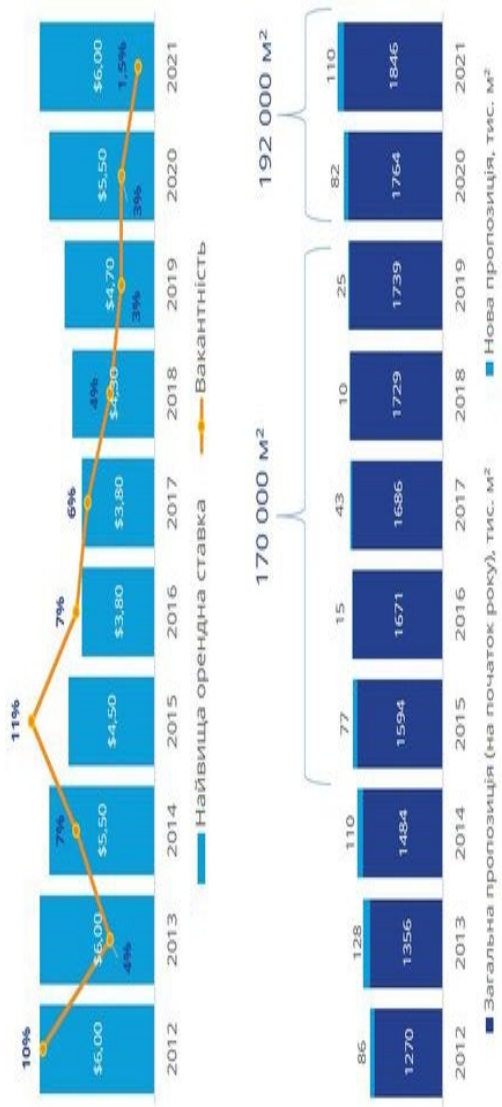 10%
4%
7%
11%
7%
6%
4%
3%
3%
1,5%
$6,00
$6,00
$5,50
$4,50
$3,80
$3,80
$4,30
$4,70
$5,50
$6,00
2012 2013 2014 2015 2016 2017 2018 2019 2020 2021
Найвища орендна ставка Вакантність
170 000 м² 192 000 м²
86 128 110 77 15 43 10 25 82 110
1270 1356 1484 1594 1671 1686 1729 1739 1764 1846
2012 2013 2014 2015 2016 2017 2018 2019 2020 2021
Загальна пропозиція (на початок року), тис. м² Нова пропозиція, тис. м²